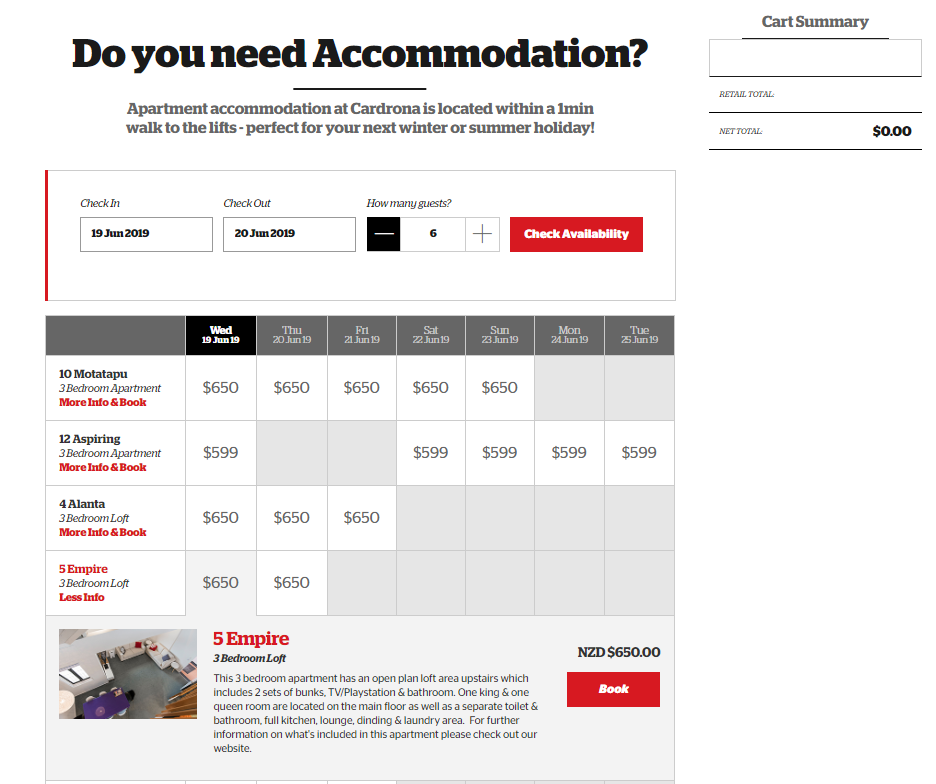 Do you need Accommodation?
Apartment accommodation at Cardrona is located within a 1min
walk to the lifts - perfect for your next winter or summer holiday!
Cart Summary
RETAIL TOTAL:
NET TOTAL: $0.00
Check In Check Out How many guests?
19 Jun 2019 20 Jun 2019 — 6 + Check Availability
Wed Thu Fri Sat Sun Mon Tue
19 Jun 19 20 Jun 19 21 Jun 19 22 Jun 19 23 Jun 19 24 Jun 19 25 Jun 19
10 Motatapu
3 Bedroom Apartment
More Info & Book
$650 $650 $650 $650 $650
12 Aspiring
3 Bedroom Apartment
More Info & Book
$599 $599 $599 $599 $599
4 Alanta
3 Bedroom Loft
More Info & Book
$650 $650 $650
5 Empire
3 Bedroom Loft
Less Info
$650 $650
5 Empire
3 Bedroom Loft
This 3 bedroom apartment has an open plan loft area upstairs which
includes 2 sets of bunks, TV/Playstation & bathroom. One king & one
queen room are located on the main floor as well as a separate toilet &
bathroom, full kitchen, lounge, dinding & laundry area. For further
information on what's included in this apartment please check out our
website.
NZD $650.00
Book